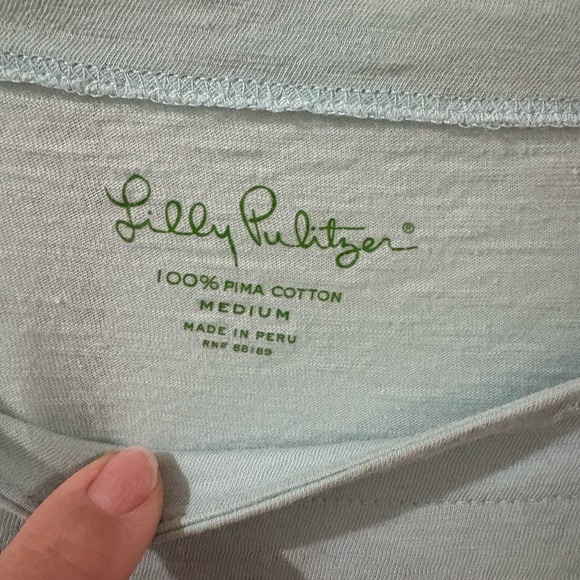 Lilly Pulitzer®
100% PIMA COTTON
MEDIUM
MADE IN PERU
RN# 88189